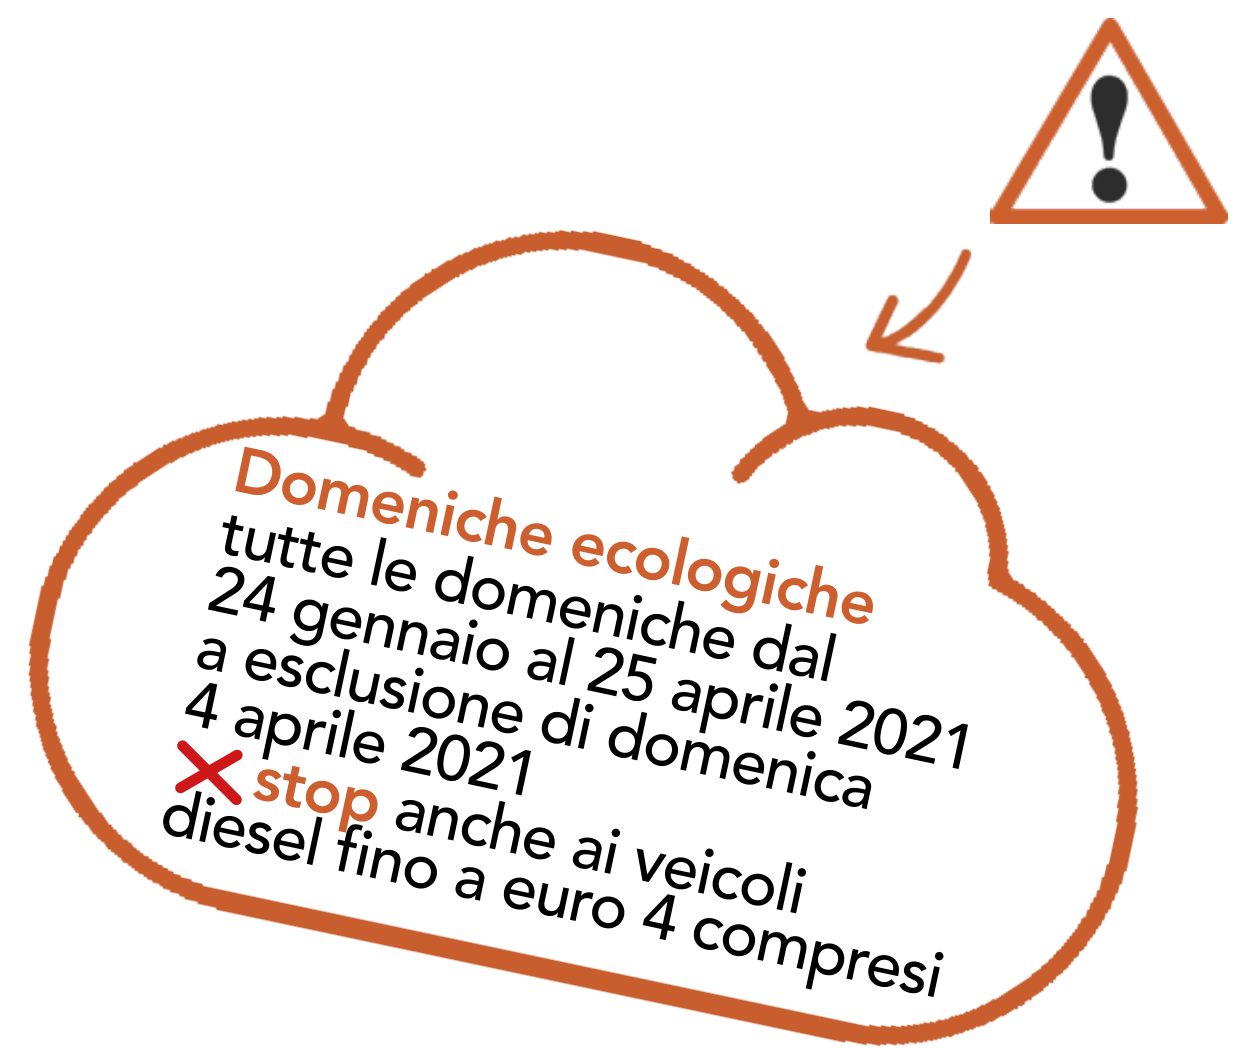 !
Domeniche ecologiche
tutte le domeniche dal
24 gennaio al 25 aprile 2021
a esclusione di domenica
4 aprile 2021
stop anche ai veicoli
diesel fino a euro 4 compresi